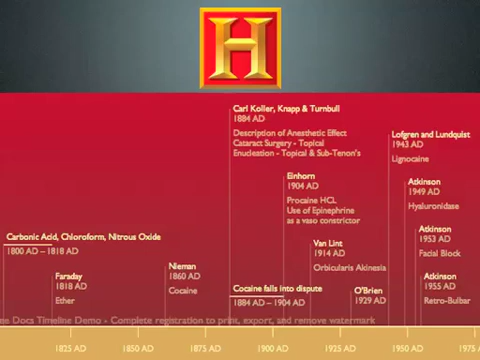 H
Carl Koller, Knapp & Turnbull
1884 AD
Description of Anesthetic Effect
Cataract Surgery - Topical
Enucleation - Topical & Sub-Tenon's
Lofgren and Lundquist
1943 AD
Lignocaine
Einhorn
1904 AD
Procaine HCL
Use of Epinephrine
as a vaso constrictor
Atkinson
1949 AD
Hyaluronidase
Carbonic Acid, Chloroform, Nitrous Oxide
1800 AD – 1818 AD
Van Lint
1914 AD
Orbicularis Akinesia
Atkinson
1953 AD
Facial Block
Faraday
1818 AD
Ether
Nieman
1860 AD
Cocaine
Cocaine falls into dispute
1884 AD – 1904 AD
O'Brien
1929 AD
Atkinson
1955 AD
Retro-Bulbar
Docs Timeline Demo - Complete registration to print, export, and remove watermark
1825 AD
1850 AD
1875 AD
1900 AD
1925 AD
1950 AD
1975